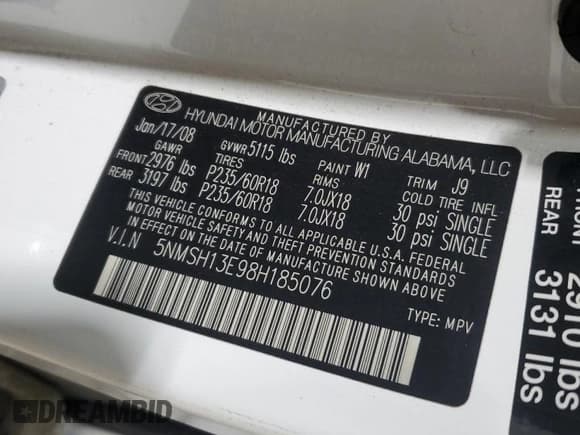 MANUFACTURED BY
HYUNDAI MOTOR MANUFACTURING ALABAMA, LLC
Jan/17/08
GAWR GVWR 5115 lbs PAINT W1 TRIM J9
TIRES RIMS COLD TIRE INFL.
FRONT 2976 lbs P235/60R18 7.0JX18 30 psi SINGLE
REAR 3197 lbs P235/60R18 7.0JX18 30 psi SINGLE
THIS VEHICLE CONFORMS TO ALL APPLICABLE U.S.A. FEDERAL
MOTOR VEHICLE SAFETY AND THEFT PREVENTION STANDARDS
IN EFFECT ON THE DATE OF MANUFACTURE SHOWN ABOVE
V.I.N 5NMSH13E98H185076
TYPE: MPV
FRONT 2910 lbs
REAR 3131 lbs
DREAMBID